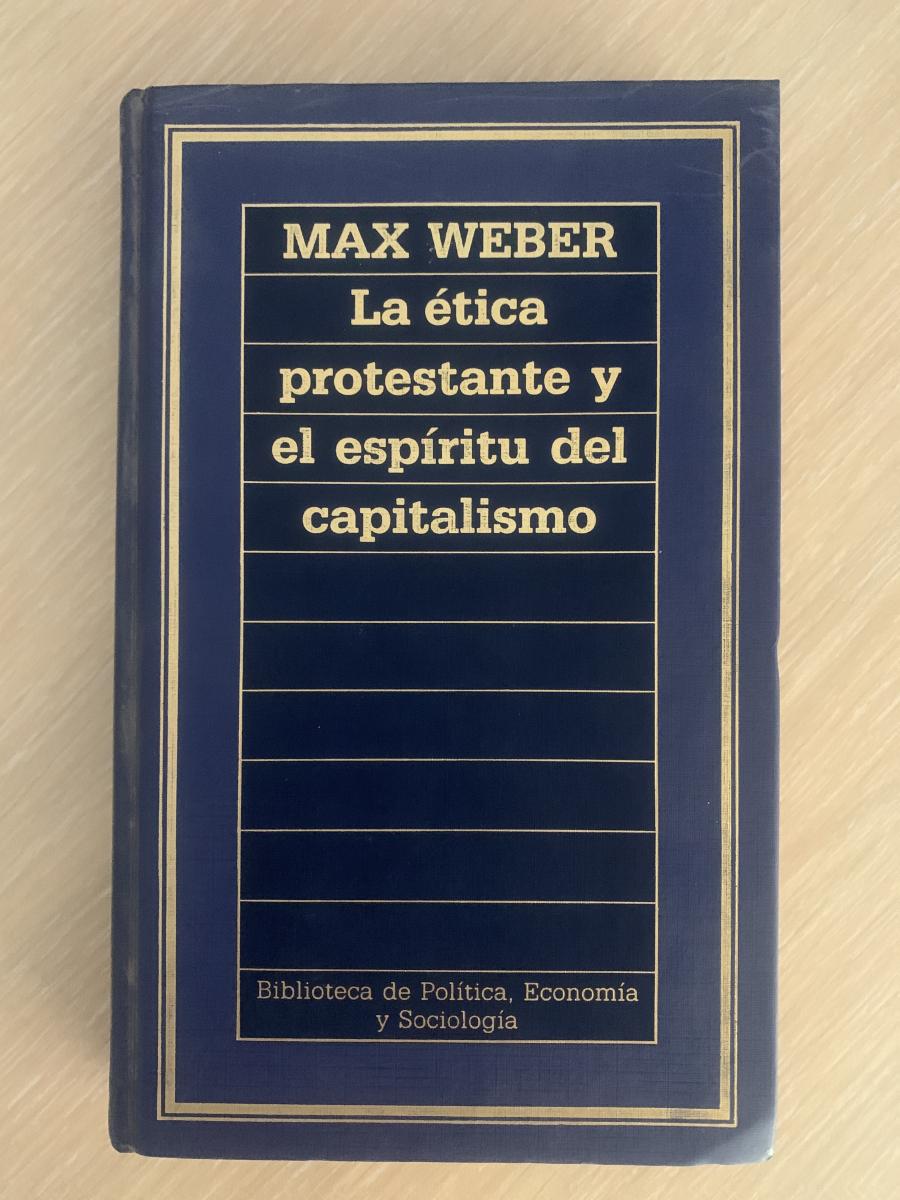 MAX WEBER
La ética
protestante y
el espíritu del
capitalismo
Biblioteca de Política, Economía
y Sociología